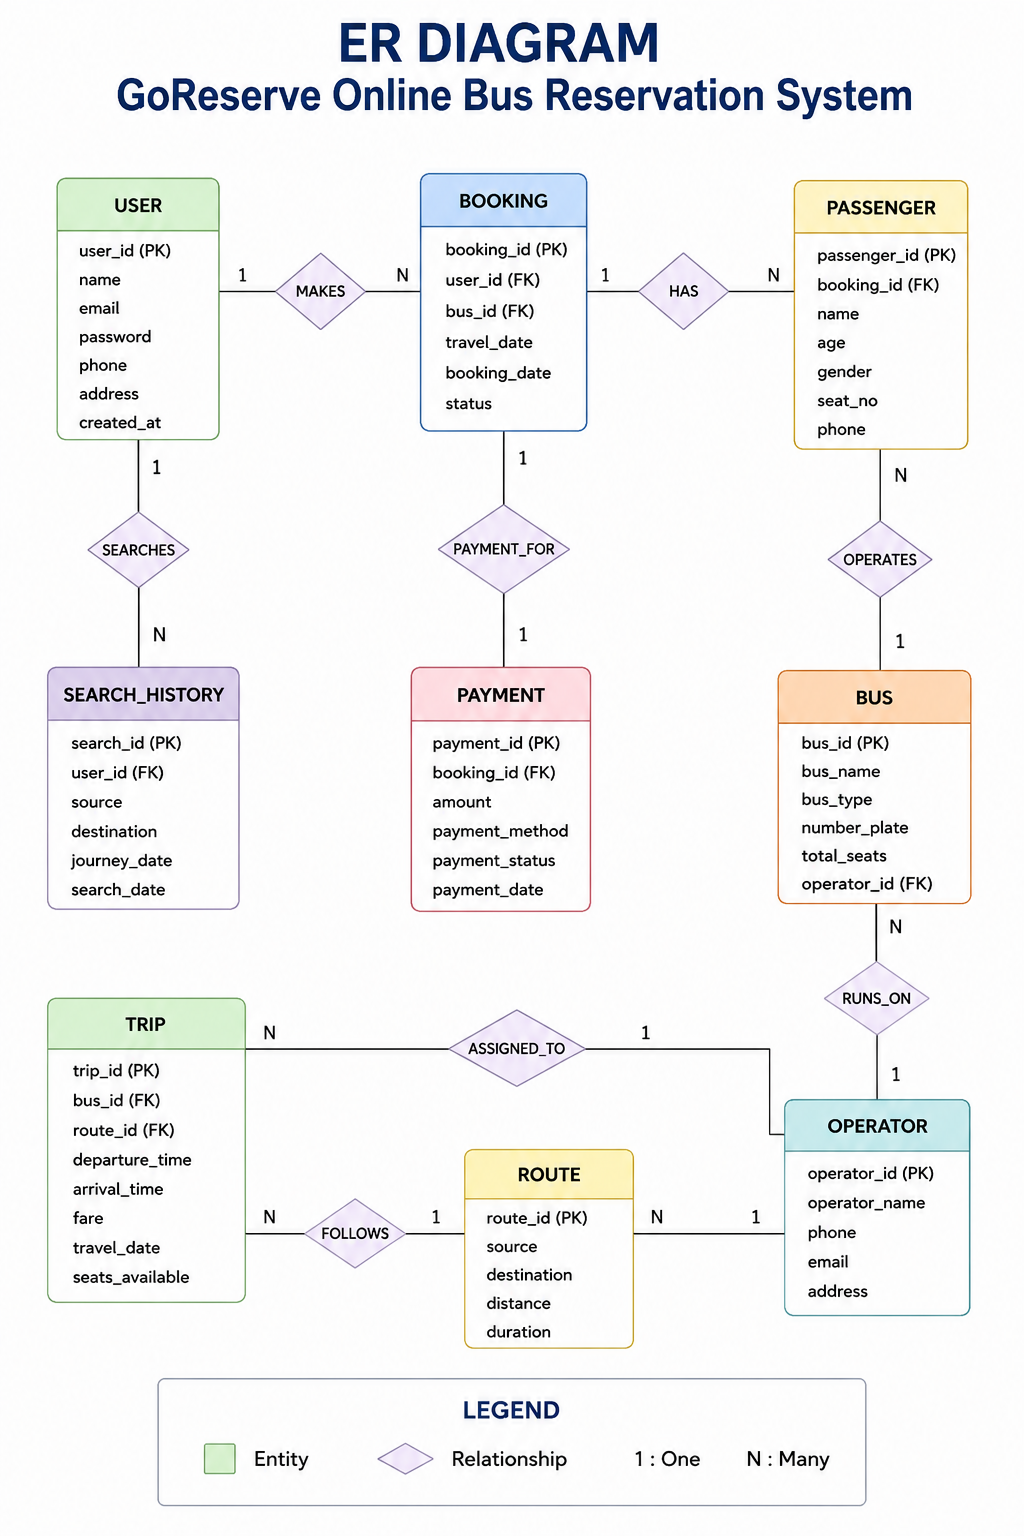 ER DIAGRAM
GoReserve Online Bus Reservation System
USER
user_id (PK)
name
email
password
phone
address
created_at
1
MAKES
N
BOOKING
booking_id (PK)
user_id (FK)
bus_id (FK)
travel_date
booking_date
status
1
HAS
N
PASSENGER
passenger_id (PK)
booking_id (FK)
name
age
gender
seat_no
phone
1
SEARCHES
N
1
PAYMENT_FOR
1
N
OPERATES
1
SEARCH_HISTORY
search_id (PK)
user_id (FK)
source
destination
journey_date
search_date
PAYMENT
payment_id (PK)
booking_id (FK)
amount
payment_method
payment_status
payment_date
BUS
bus_id (PK)
bus_name
bus_type
number_plate
total_seats
operator_id (FK)
N
RUNS_ON
1
TRIP
trip_id (PK)
bus_id (FK)
route_id (FK)
departure_time
arrival_time
fare
travel_date
seats_available
N
ASSIGNED_TO
1
N
FOLLOWS
1
ROUTE
route_id (PK)
source
destination
distance
duration
N
1
OPERATOR
operator_id (PK)
operator_name
phone
email
address
LEGEND
Entity
Relationship
1 : One
N : Many